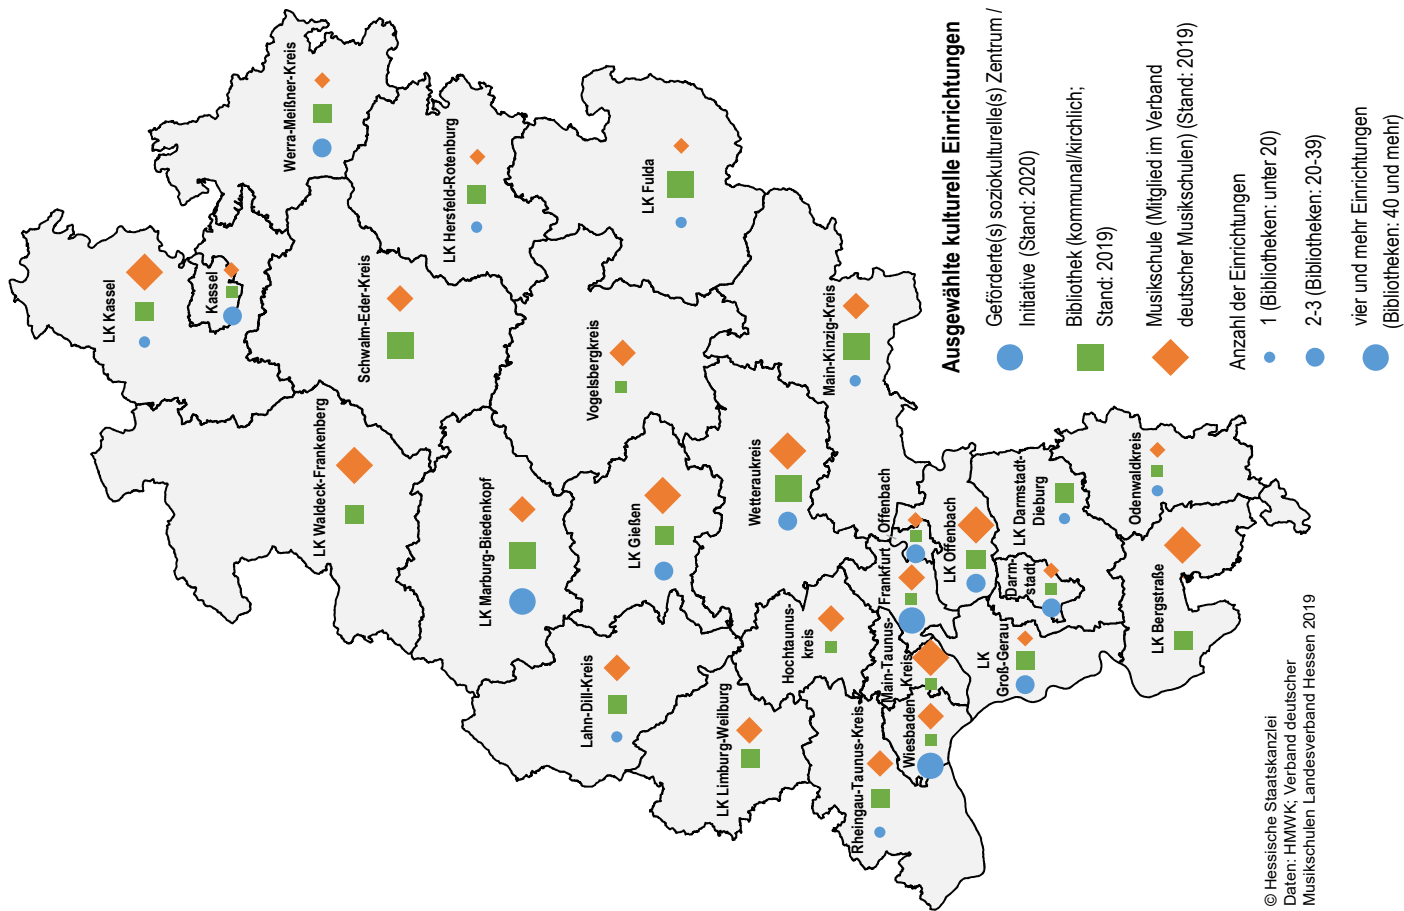 Werra-Meißner-Kreis
LK Kassel
Kassel
LK Hersfeld-Rotenburg
LK Fulda
Schwalm-Eder-Kreis
LK Waldeck-Frankenberg
Vogelsbergkreis
LK Marburg-Biedenkopf
LK Gießen
Main-Kinzig-Kreis
Wetteraukreis
Lahn-Dill-Kreis
LK Limburg-Weilburg
Hochtaunus-
kreis
Rheingau-Taunus-Kreis
Main-Taunus-
Kreis
Wiesbaden
Frankfurt
Offenbach
LK Offenbach
LK
Groß-Gerau
Darm-
stadt
LK Darmstadt-
Dieburg
Odenwaldkreis
LK Bergstraße
Ausgewählte kulturelle Einrichtungen
Geförderte(s) soziokulturelle(s) Zentrum /
Initiative (Stand: 2020)
Bibliothek (kommunal/kirchlich;
Stand: 2019)
Musikschule (Mitglied im Verband
deutscher Musikschulen) (Stand: 2019)
Anzahl der Einrichtungen
1 (Bibliotheken: unter 20)
2-3 (Bibliotheken: 20-39)
vier und mehr Einrichtungen
(Bibliotheken: 40 und mehr)
© Hessische Staatskanzlei
Daten: HMWK; Verband deutscher
Musikschulen Landesverband Hessen 2019